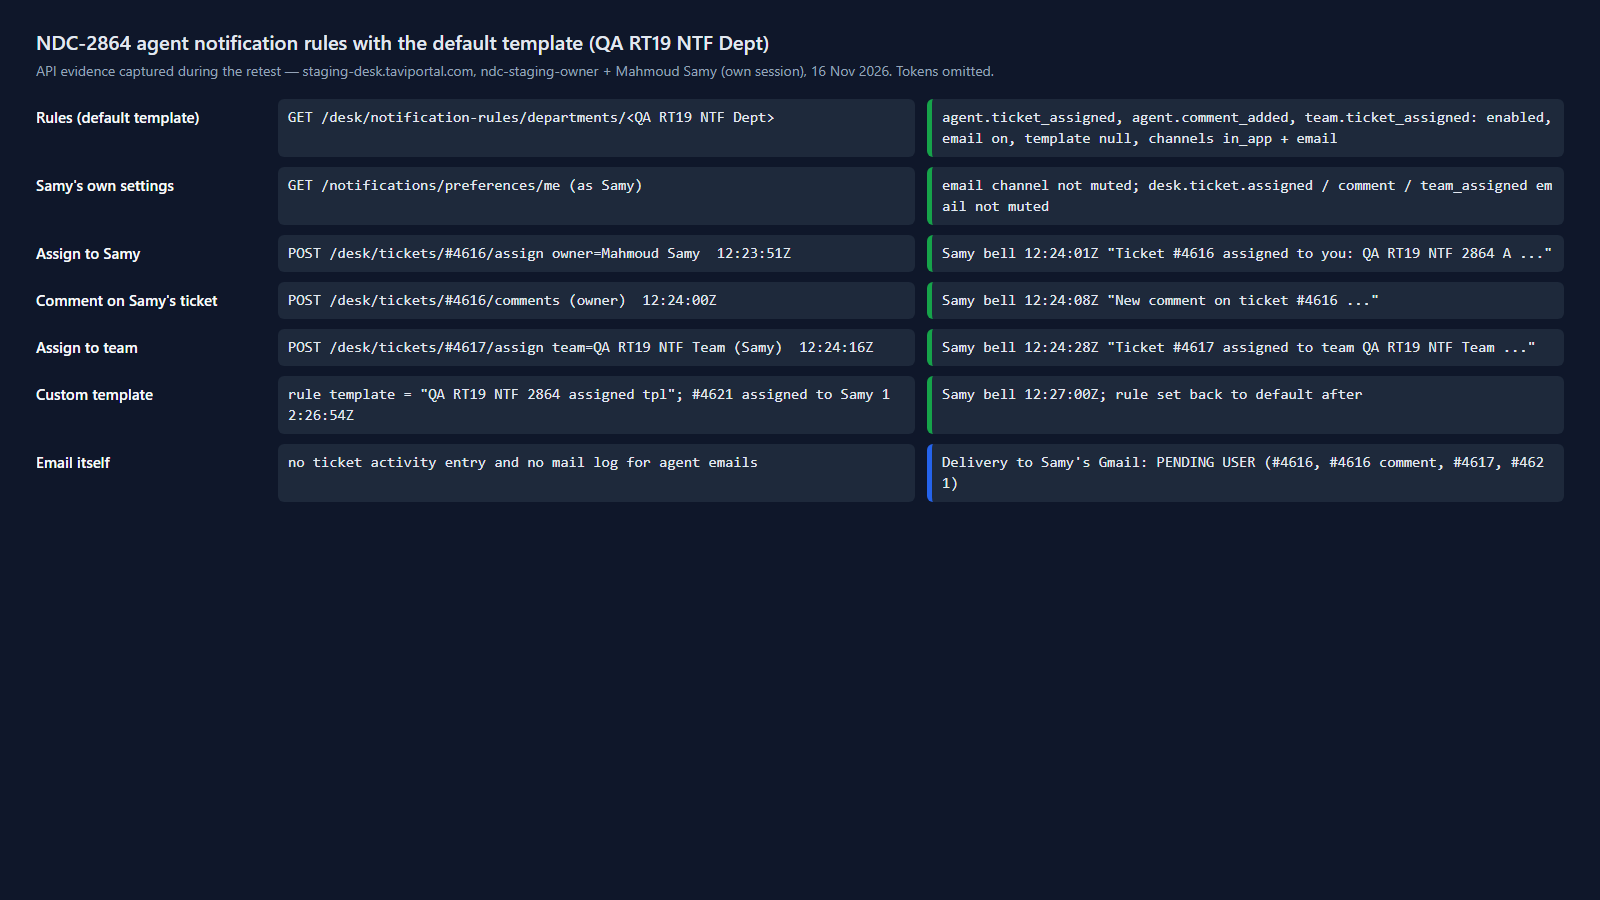 NDC-2864 agent notification rules with the default template (QA RT19 NTF Dept)
API evidence captured during the retest — staging-desk.taviportal.com, ndc-staging-owner + Mahmoud Samy (own session), 16 Nov 2026. Tokens omitted.
Rules (default template)
GET /desk/notification-rules/departments/<QA RT19 NTF Dept>
agent.ticket_assigned, agent.comment_added, team.ticket_assigned: enabled,
email on, template null, channels in_app + email
Samy's own settings
GET /notifications/preferences/me (as Samy)
email channel not muted; desk.ticket.assigned / comment / team_assigned em
ail not muted
Assign to Samy
POST /desk/tickets/#4616/assign owner=Mahmoud Samy  12:23:51Z
Samy bell 12:24:01Z "Ticket #4616 assigned to you: QA RT19 NTF 2864 A ..."
Comment on Samy's ticket
POST /desk/tickets/#4616/comments (owner)  12:24:00Z
Samy bell 12:24:08Z "New comment on ticket #4616 ..."
Assign to team
POST /desk/tickets/#4617/assign team=QA RT19 NTF Team (Samy)  12:24:16Z
Samy bell 12:24:28Z "Ticket #4617 assigned to team QA RT19 NTF Team ..."
Custom template
rule template = "QA RT19 NTF 2864 assigned tpl"; #4621 assigned to Samy 1
2:26:54Z
Samy bell 12:27:00Z; rule set back to default after
Email itself
no ticket activity entry and no mail log for agent emails
Delivery to Samy's Gmail: PENDING USER (#4616, #4616 comment, #4617, #462
1)